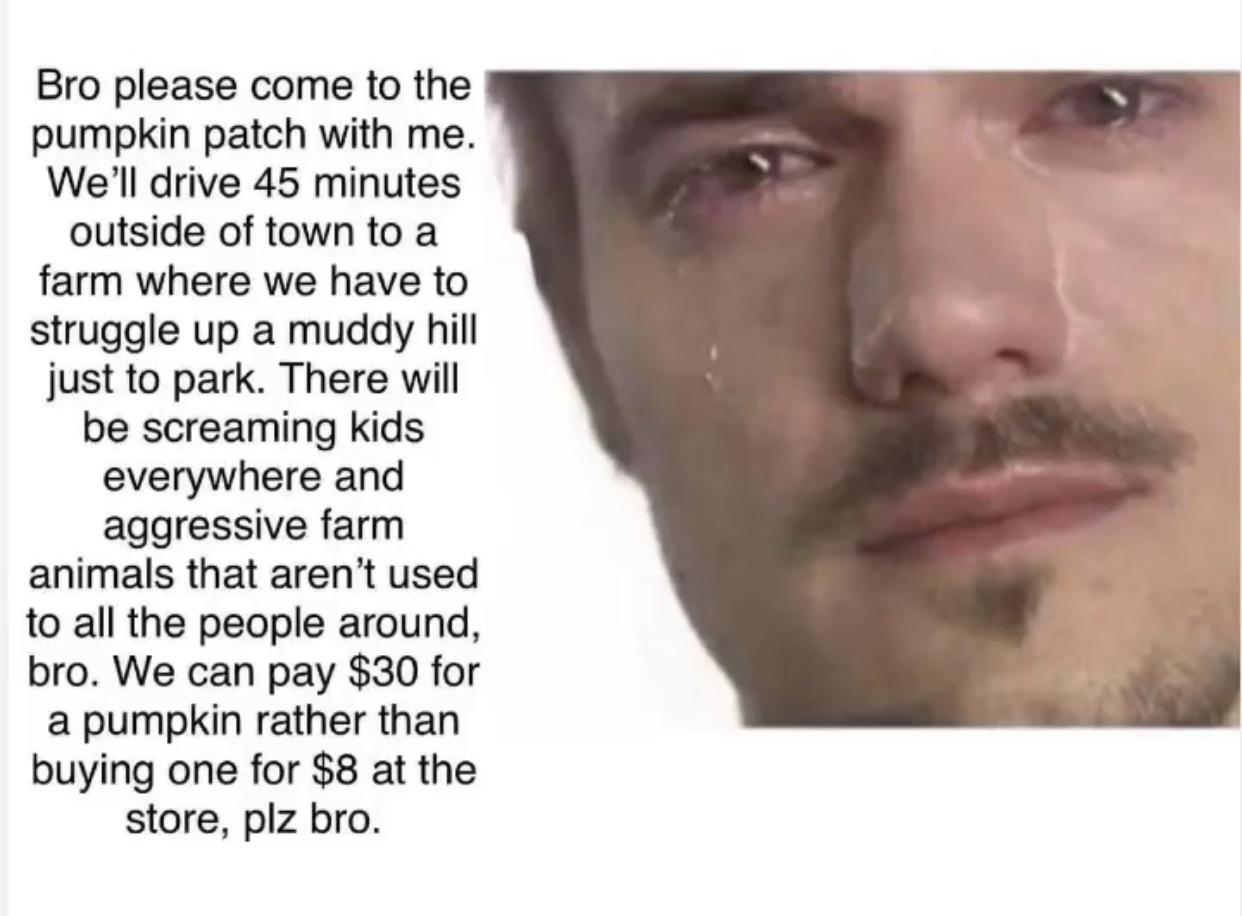 Bro please come to the
pumpkin patch with me.
We’ll drive 45 minutes
outside of town to a
farm where we have to
struggle up a muddy hill
just to park. There will
be screaming kids
everywhere and
aggressive farm
animals that aren’t used
to all the people around,
bro. We can pay $30 for
a pumpkin rather than
buying one for $8 at the
store, plz bro.